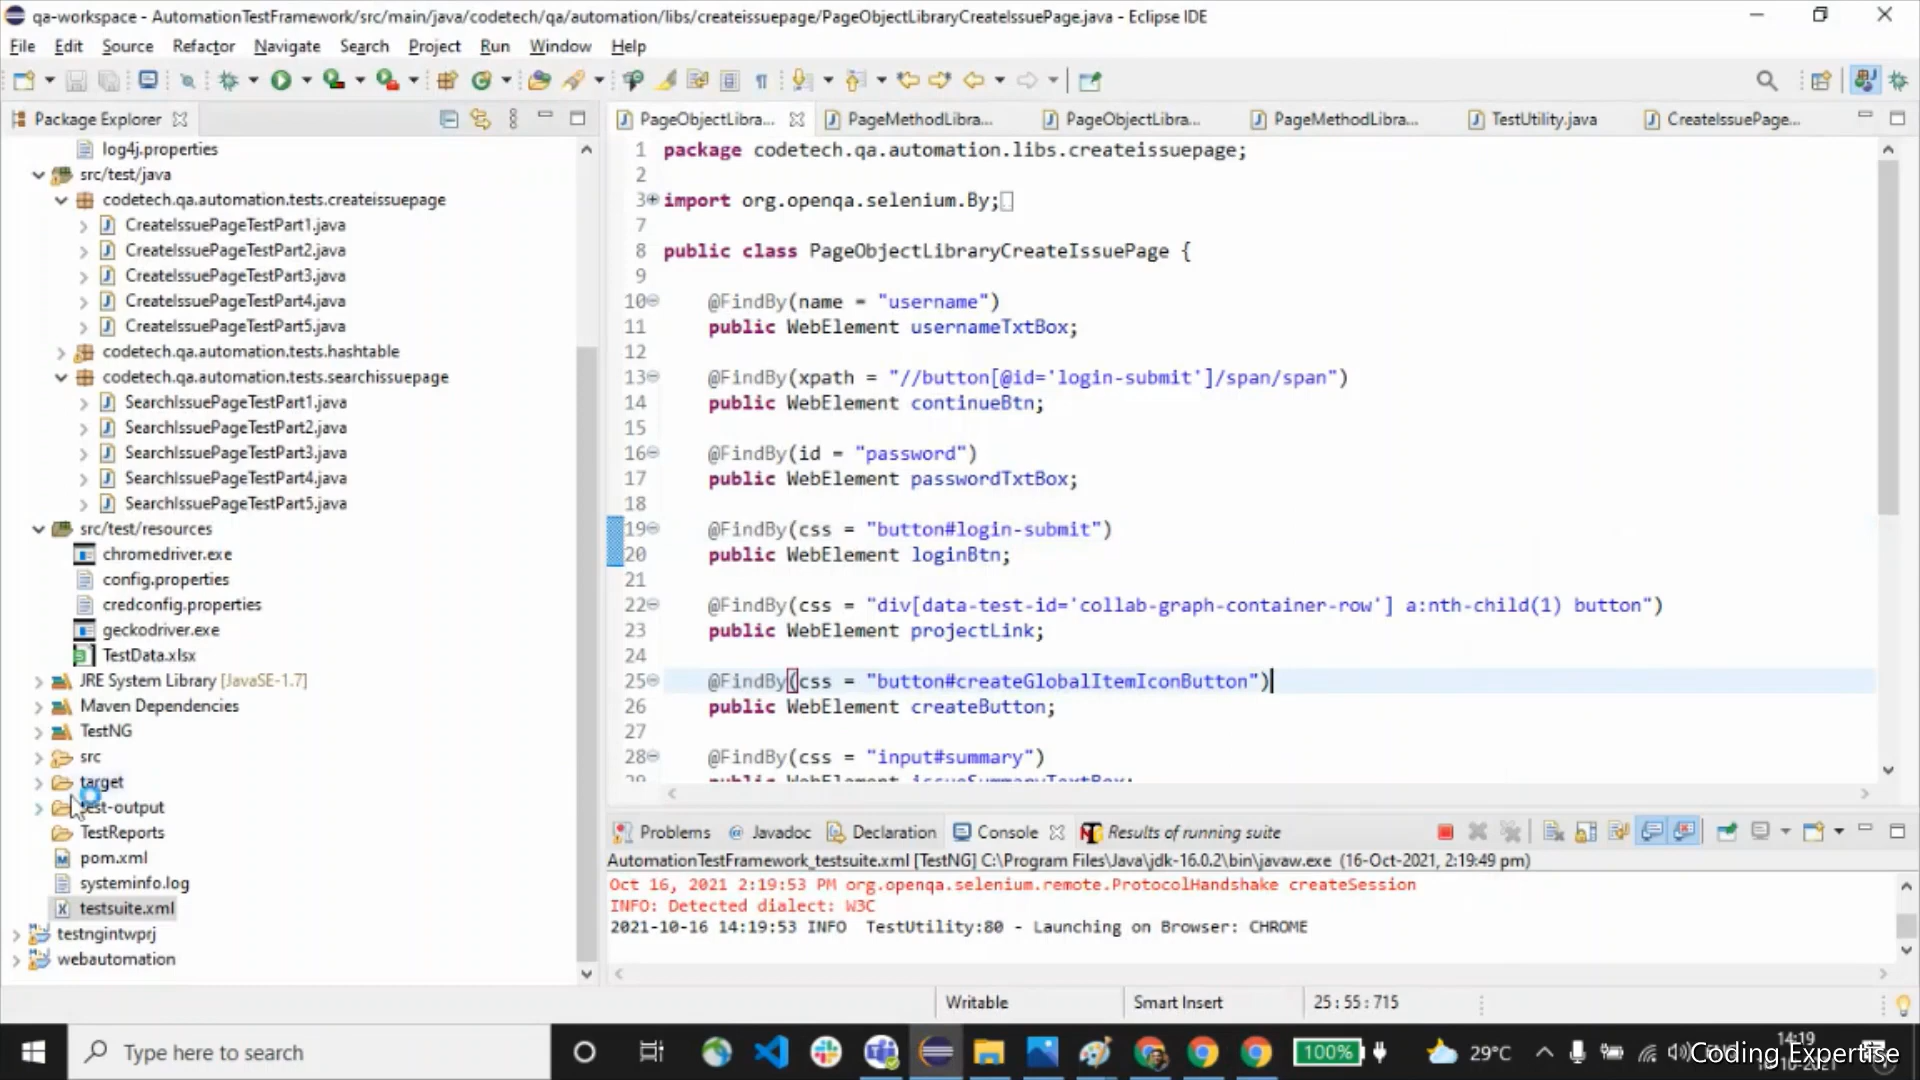 qa-workspace - AutomationTestFramework/src/main/java/codetech/qa/automation/libs/createissuepage/PageObjectLibraryCreateIssuePage.java - Eclipse IDE
File Edit Source Refactor Navigate Search Project Run Window Help
Package Explorer
log4j.properties
src/test/java
codetech.qa.automation.tests.createissuepage
CreateIssuePageTestPart1.java
CreateIssuePageTestPart2.java
CreateIssuePageTestPart3.java
CreateIssuePageTestPart4.java
CreateIssuePageTestPart5.java
codetech.qa.automation.tests.hashtable
codetech.qa.automation.tests.searchissuepage
SearchIssuePageTestPart1.java
SearchIssuePageTestPart2.java
SearchIssuePageTestPart3.java
SearchIssuePageTestPart4.java
SearchIssuePageTestPart5.java
src/test/resources
chromedriver.exe
config.properties
credconfig.properties
geckodriver.exe
TestData.xlsx
JRE System Library [JavaSE-1.7]
Maven Dependencies
TestNG
src
target
test-output
TestReports
pom.xml
systeminfo.log
testsuite.xml
testngintwprj
webautomation
PageObjectLibra... PageMethodLibra... PageObjectLibra... PageMethodLibra... TestUtility.java CreateIssuePage...
1 package codetech.qa.automation.libs.createissuepage;
2
3 import org.openqa.selenium.By;
7
8 public class PageObjectLibraryCreateIssuePage {
9
10 @FindBy(name = "username")
11 public WebElement usernameTxtBox;
12
13 @FindBy(xpath = "//button[@id='login-submit']/span/span")
14 public WebElement continueBtn;
15
16 @FindBy(id = "password")
17 public WebElement passwordTxtBox;
18
19 @FindBy(css = "button#login-submit")
20 public WebElement loginBtn;
21
22 @FindBy(css = "div[data-test-id='collab-graph-container-row'] a:nth-child(1) button")
23 public WebElement projectLink;
24
25 @FindBy(css = "button#createGlobalItemIconButton")
26 public WebElement createButton;
27
28 @FindBy(css = "input#summary")
29 public WebElement issueSummaryTextBox;
Problems Javadoc Declaration Console Results of running suite
AutomationTestFramework_testsuite.xml [TestNG] C:\Program Files\Java\jdk-16.0.2\bin\javaw.exe (16-Oct-2021, 2:19:49 pm)
Oct 16, 2021 2:19:53 PM org.openqa.selenium.remote.ProtocolHandshake createSession
INFO: Detected dialect: W3C
2021-10-16 14:19:53 INFO TestUtility:80 - Launching on Browser: CHROME
Writable Smart Insert 25 : 55 : 715
Type here to search
100% 29°C
14:19
Coding Expertise